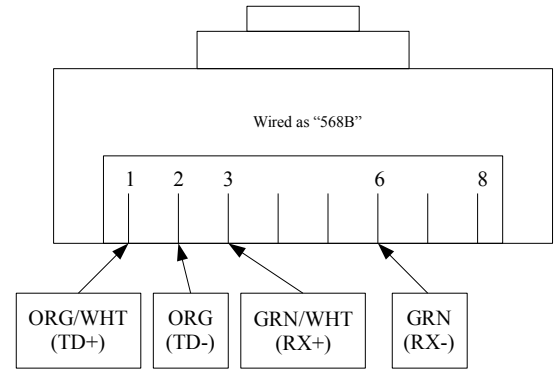 Wired as “568B”
1 2 3 6 8
ORG/WHT
(TD+)
ORG
(TD-)
GRN/WHT
(RX+)
GRN
(RX-)